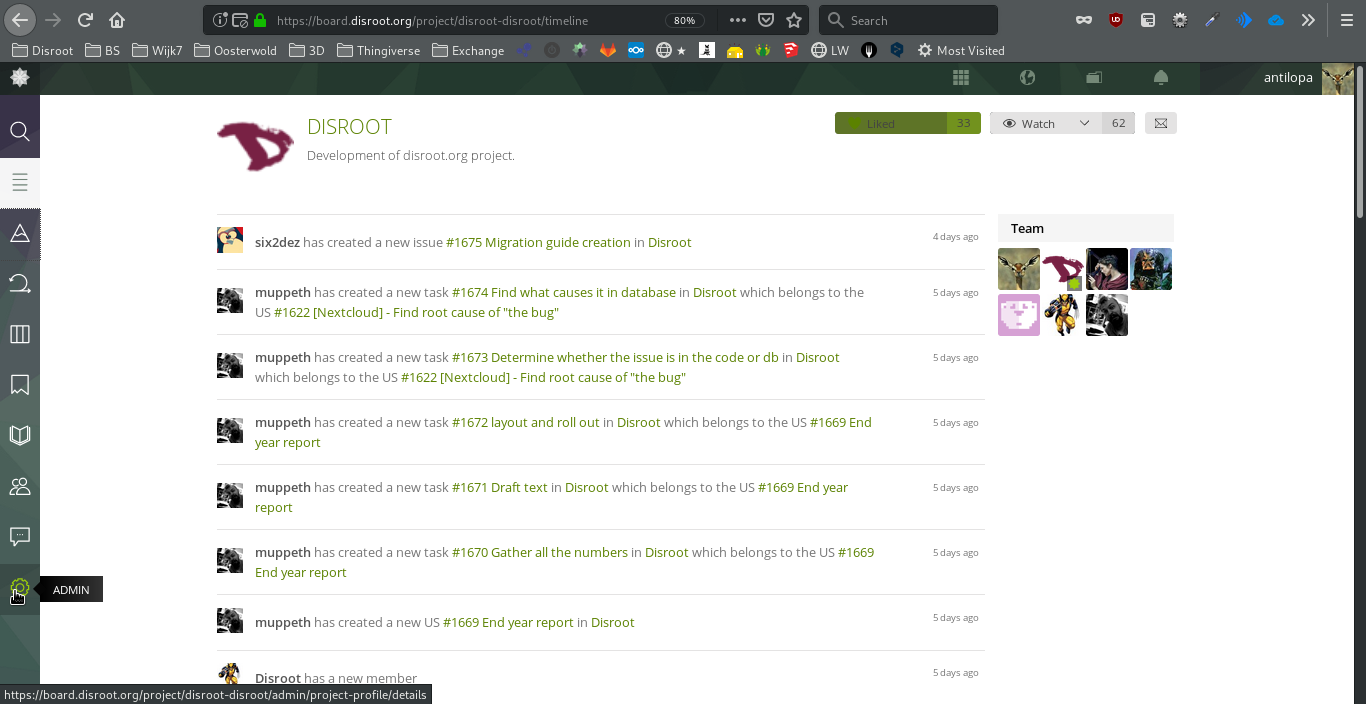 https://board.disroot.org/project/disroot-disroot/timeline
80%
Search
Disroot
BS
Wijk7
Oosterwold
3D
Thingiverse
Exchange
LW
Most Visited
antilopa
DISROOT
Development of disroot.org project.
Liked 33
Watch 62
six2dez has created a new issue #1675 Migration guide creation in Disroot
4 days ago
muppeth has created a new task #1674 Find what causes it in database in Disroot which belongs to the
US #1622 [Nextcloud] - Find root cause of "the bug"
5 days ago
muppeth has created a new task #1673 Determine whether the issue is in the code or db in Disroot
which belongs to the US #1622 [Nextcloud] - Find root cause of "the bug"
5 days ago
muppeth has created a new task #1672 layout and roll out in Disroot which belongs to the US #1669 End
year report
5 days ago
muppeth has created a new task #1671 Draft text in Disroot which belongs to the US #1669 End year
report
5 days ago
muppeth has created a new task #1670 Gather all the numbers in Disroot which belongs to the US #1669
End year report
5 days ago
muppeth has created a new US #1669 End year report in Disroot
5 days ago
Disroot has a new member
5 days ago
Team
ADMIN
https://board.disroot.org/project/disroot-disroot/admin/project-profile/details